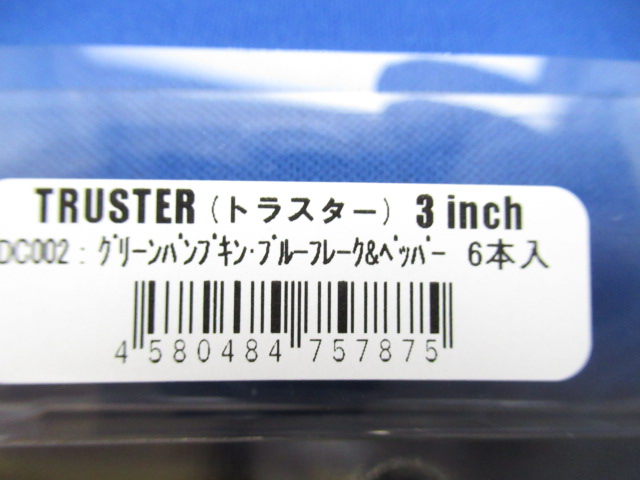 TRUSTER (トラスター) 3 inch
DC002 : ｸﾞﾘｰﾝﾊﾟﾝﾌﾟｷﾝ･ﾌﾞﾙｰﾌﾚｰｸ&ﾍﾟｯﾊﾟｰ 6本入
4 580484 757875